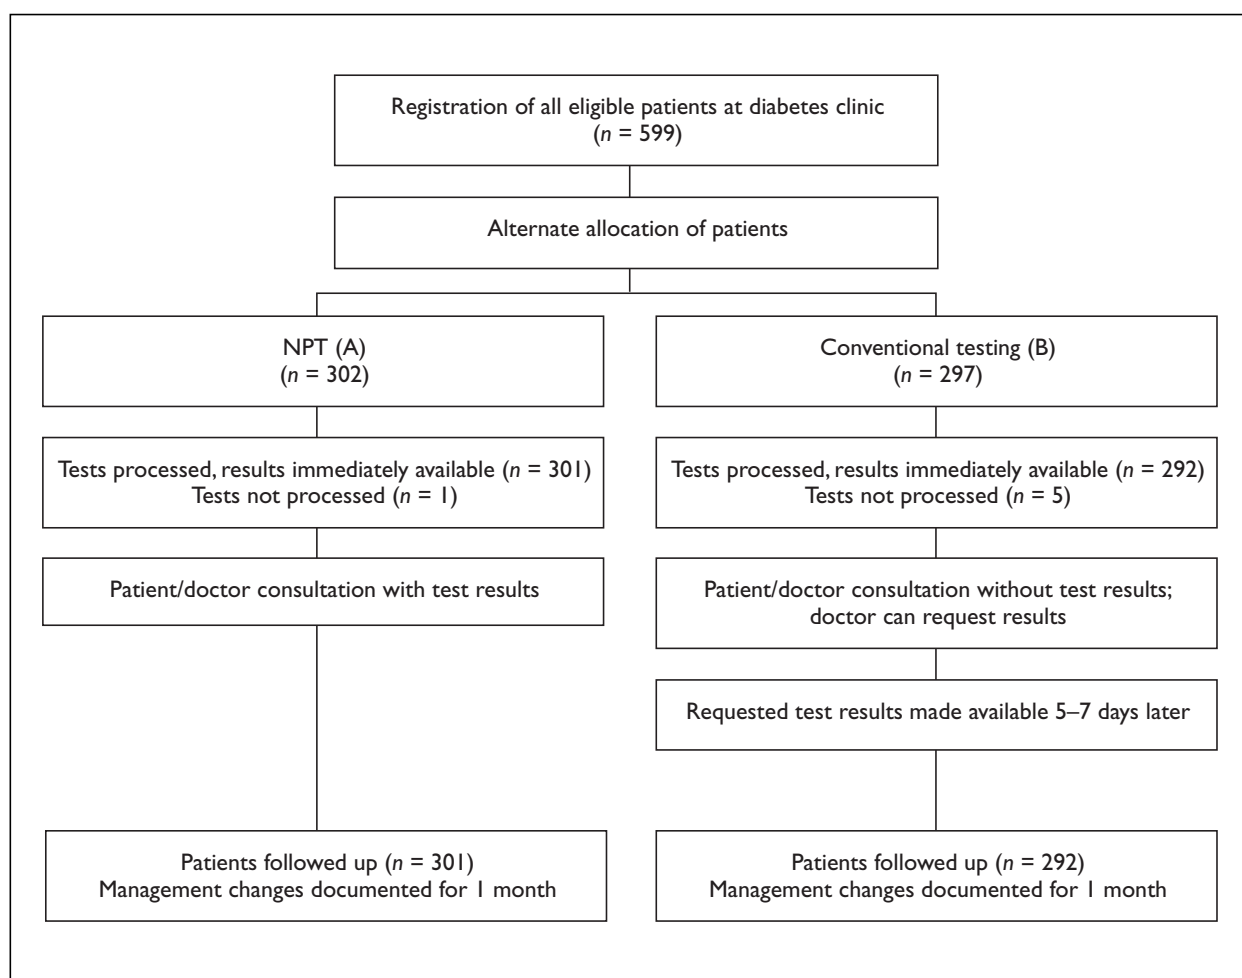 Registration of all eligible patients at diabetes clinic
(n = 599)
Alternate allocation of patients
NPT (A)
(n = 302)
Conventional testing (B)
(n = 297)
Tests processed, results immediately available (n = 301)
Tests not processed (n = 1)
Tests processed, results immediately available (n = 292)
Tests not processed (n = 5)
Patient/doctor consultation with test results
Patient/doctor consultation without test results;
doctor can request results
Requested test results made available 5–7 days later
Patients followed up (n = 301)
Management changes documented for 1 month
Patients followed up (n = 292)
Management changes documented for 1 month